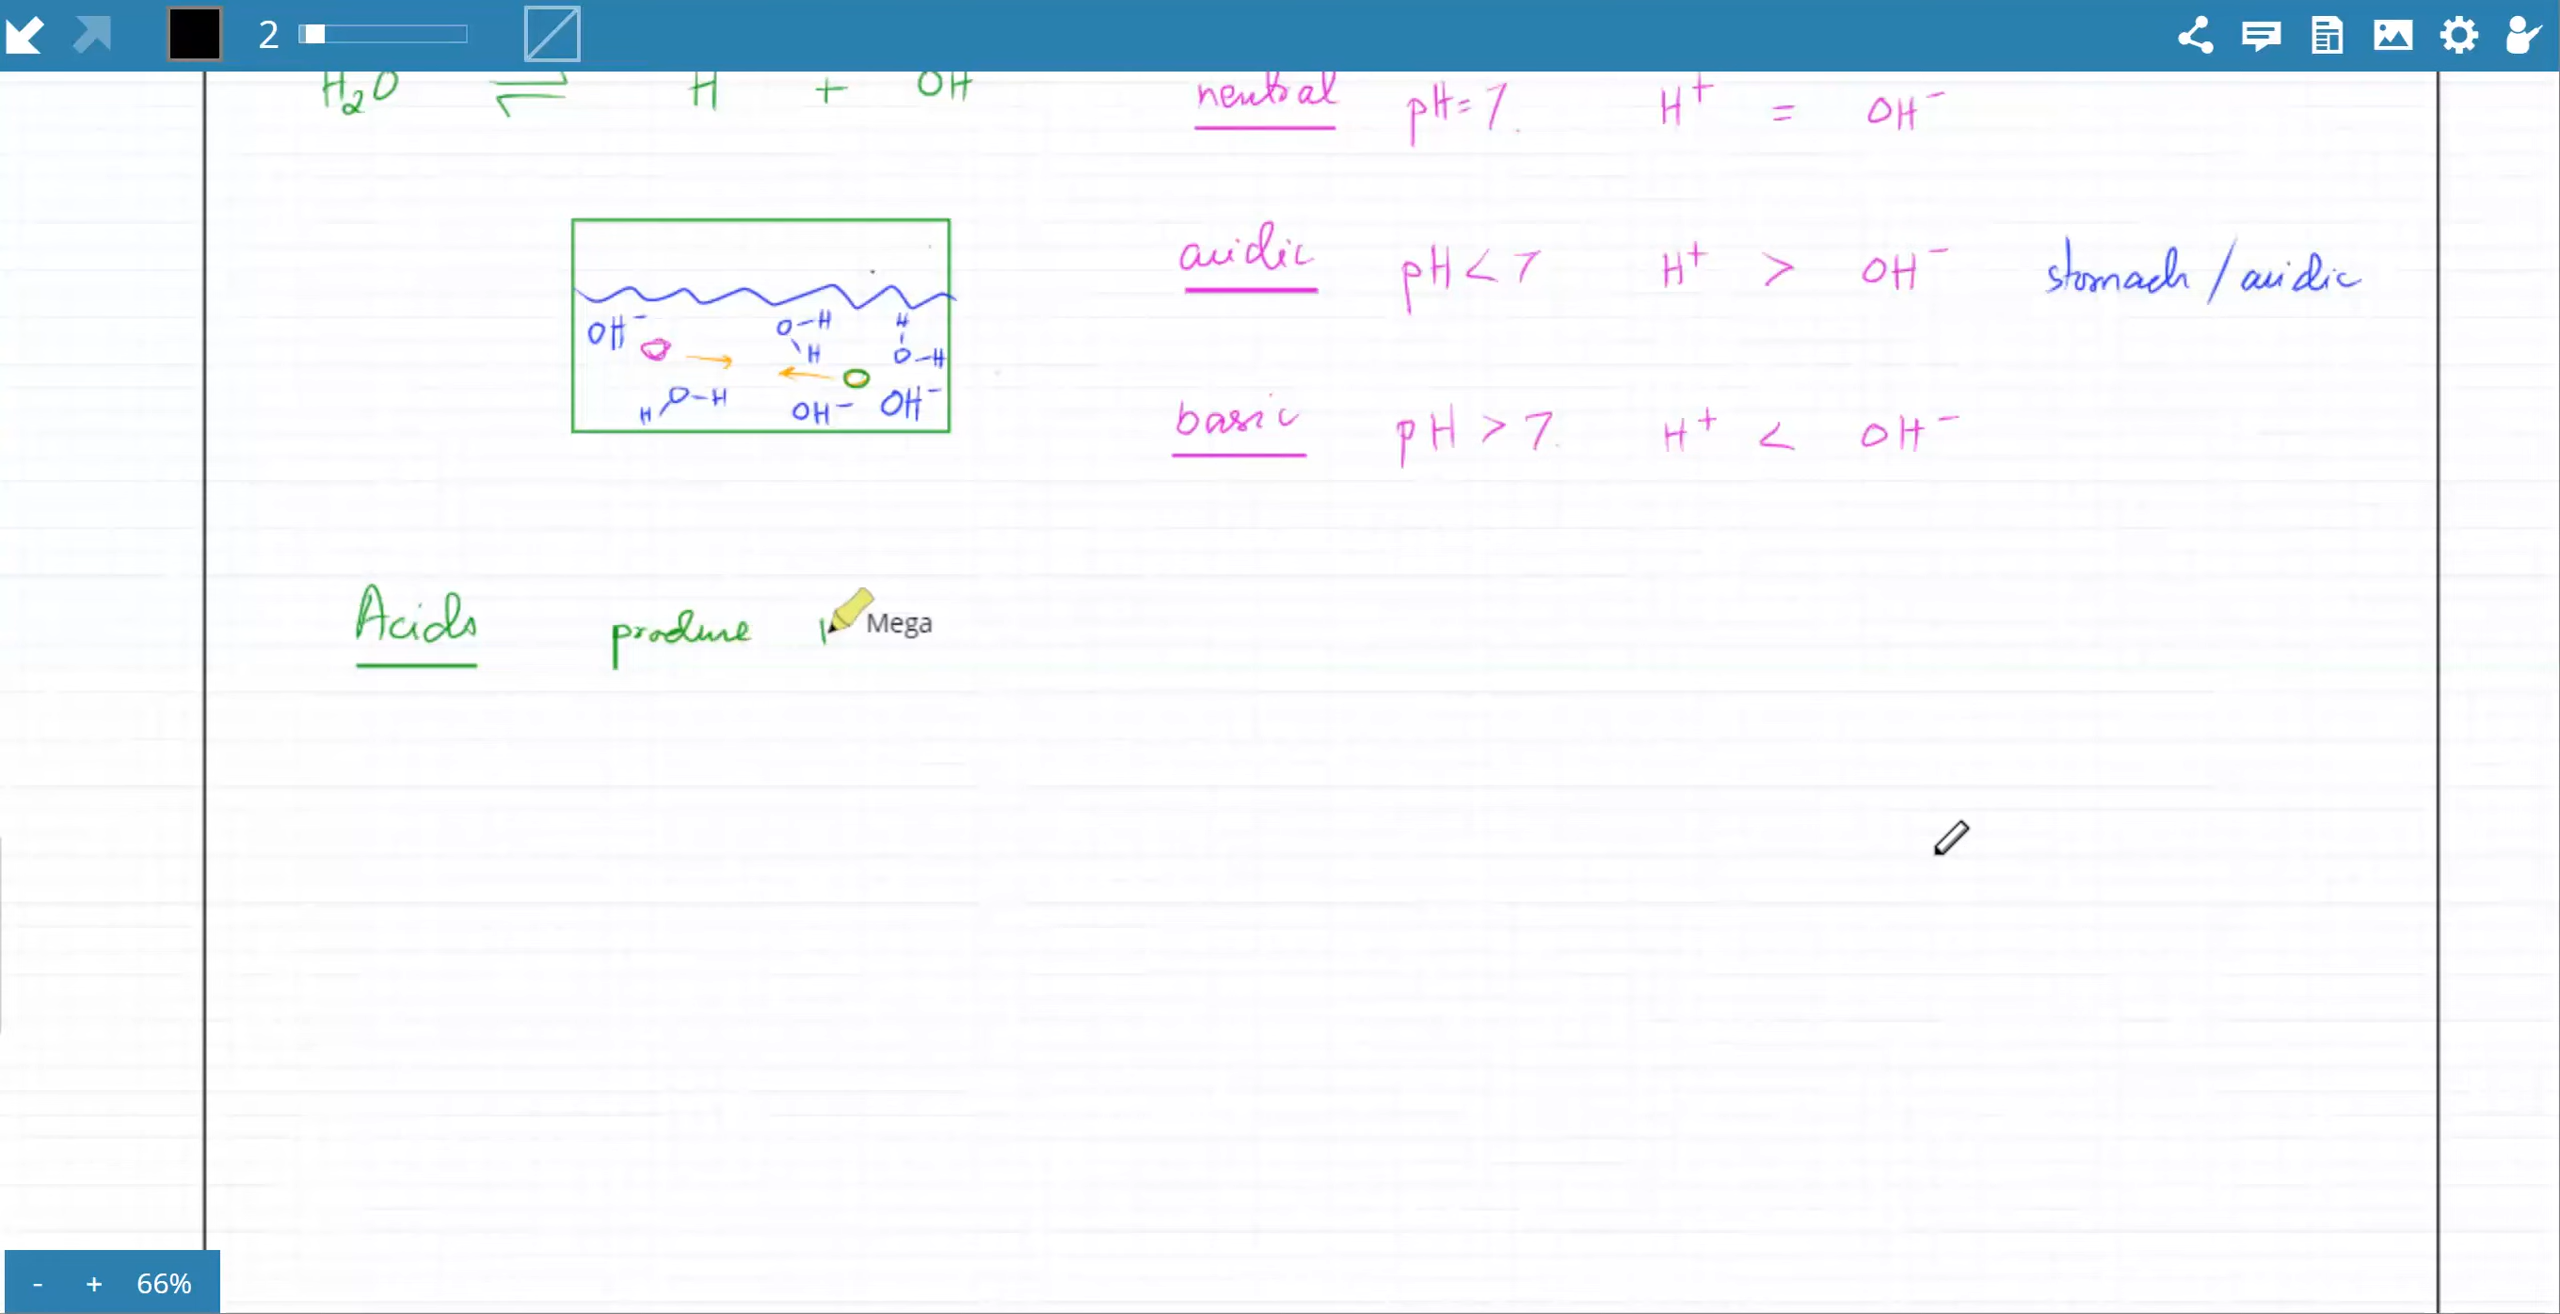 2
H₂O ⇌ H + OH
neutral pH = 7. H⁺ = OH⁻
acidic pH < 7 H⁺ > OH⁻ stomach / acidic
OH⁻ O-H H
H O-H
H O-H OH⁻ OH⁻
basic pH > 7. H⁺ < OH⁻
Acids produce Mega
- + 66%